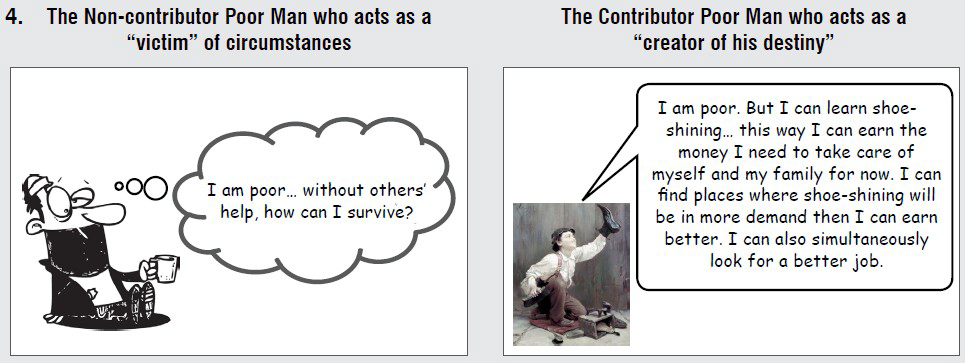 4. The Non-contributor Poor Man who acts as a
“victim” of circumstances
I am poor... without others’
help, how can I survive?
The Contributor Poor Man who acts as a
“creator of his destiny”
I am poor. But I can learn shoe-
shining... this way I can earn the
money I need to take care of
myself and my family for now. I can
find places where shoe-shining will
be in more demand then I can earn
better. I can also simultaneously
look for a better job.